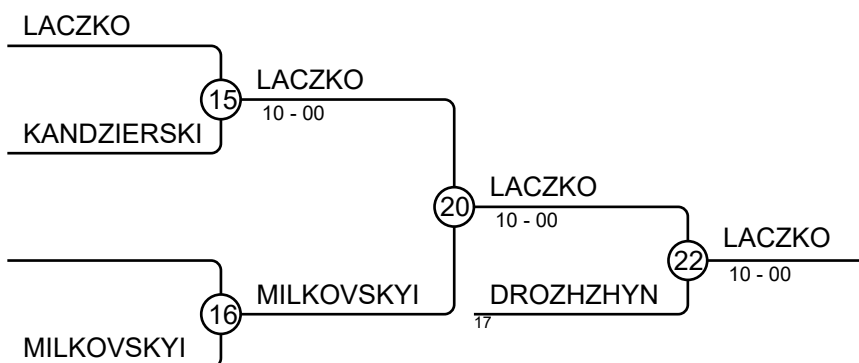 LACZKO
15
LACZKO
10 - 00
KANDZIERSKI
20
LACZKO
10 - 00
22
LACZKO
10 - 00
16
MILKOVSKYI
DROZHZHYN
17
MILKOVSKYI